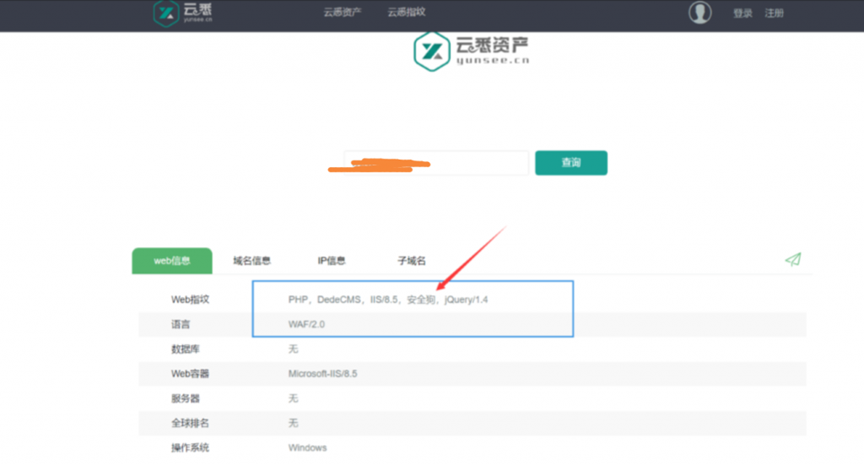 云悉 云悉资产 云悉指纹 登录 注册
yunsee.cn
云悉资产
yunsee.cn
查询
web信息 域名信息 IP信息 子域名
Web指纹 PHP，DedeCMS，IIS/8.5，安全狗，jQuery/1.4
语言 WAF/2.0
数据库 无
Web容器 Microsoft-IIS/8.5
服务器 无
全球排名 无
操作系统 Windows